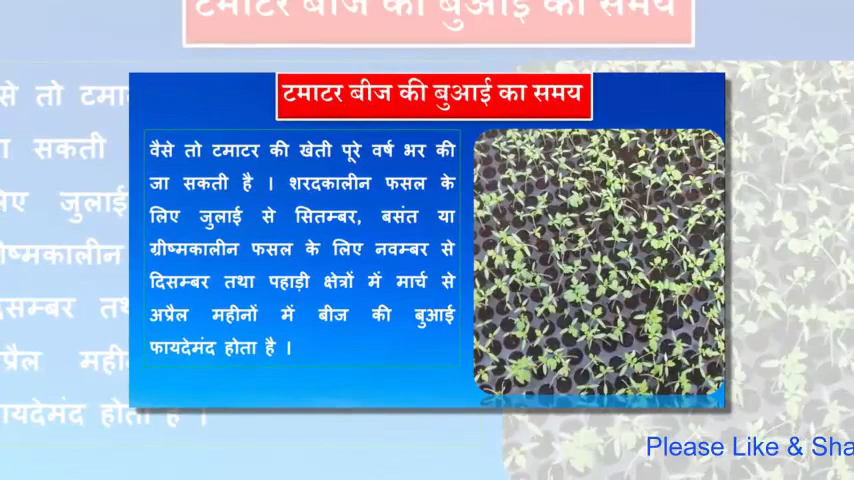 टमाटर बीज की बुआई का समय
वैसे तो टमाटर की खेती पूरे वर्ष भर की
जा सकती है । शरदकालीन फसल के
लिए जुलाई से सितम्बर, बसंत या
ग्रीष्मकालीन फसल के लिए नवम्बर से
दिसम्बर तथा पहाड़ी क्षेत्रों में मार्च से
अप्रैल महीनों में बीज की बुआई
फायदेमंद होता है ।
Please Like & Sha